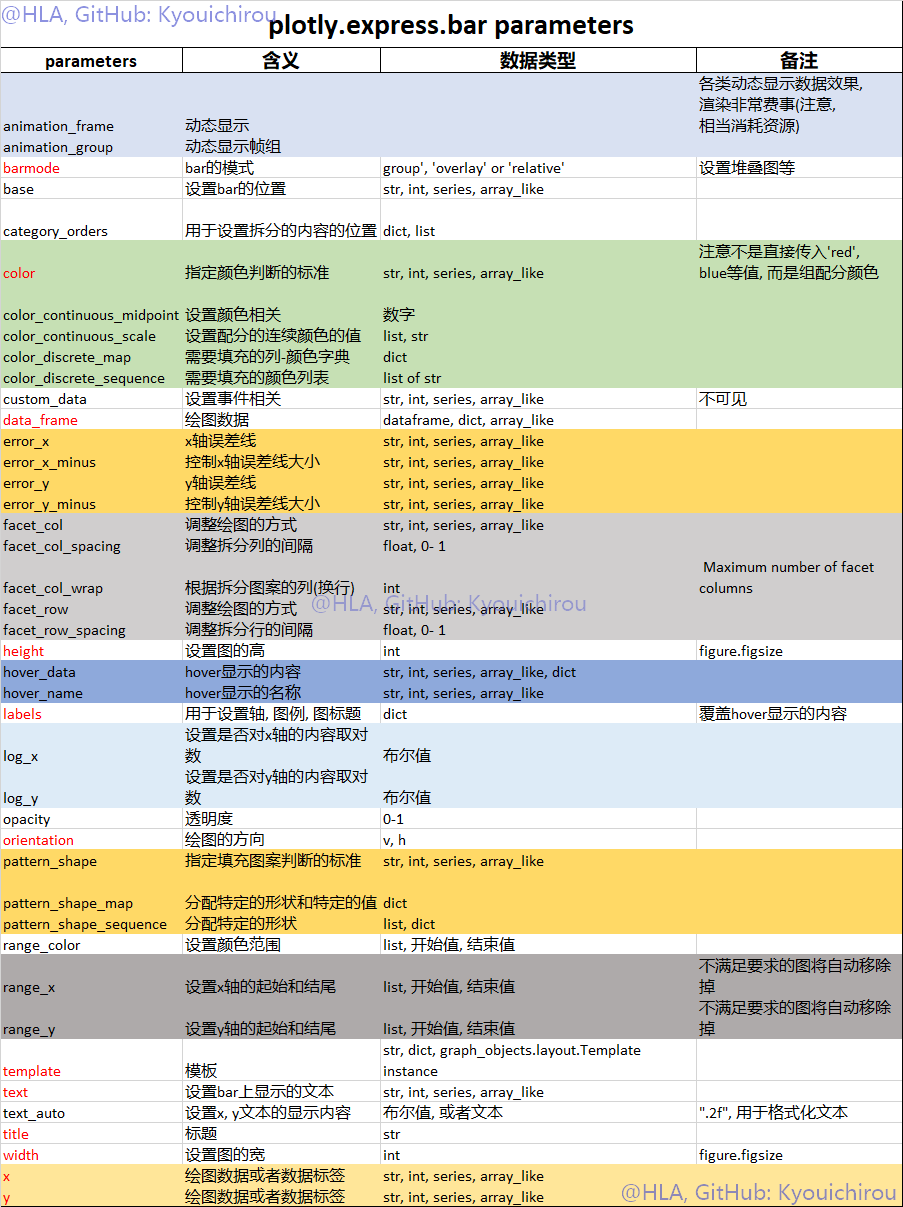 @HLA, GitHub: Kyouichirou
plotly.express.bar parameters
parameters 含义 数据类型 备注
各类动态显示数据效果,
渲染非常费事(注意,
animation_frame 动态显示 相当消耗资源)
animation_group 动态显示帧组
barmode bar的模式 group', 'overlay' or 'relative' 设置堆叠图等
base 设置bar的位置 str, int, series, array_like
category_orders 用于设置拆分的内容的位置 dict, list
注意不是直接传入'red',
color 指定颜色判断的标准 str, int, series, array_like blue等值, 而是组配分颜色
color_continuous_midpoint 设置颜色相关 数字
color_continuous_scale 设置配分的连续颜色的值 list, str
color_discrete_map 需要填充的列-颜色字典 dict
color_discrete_sequence 需要填充的颜色列表 list of str
custom_data 设置事件相关 str, int, series, array_like 不可见
data_frame 绘图数据 dataframe, dict, array_like
error_x x轴误差线 str, int, series, array_like
error_x_minus 控制x轴误差线大小 str, int, series, array_like
error_y y轴误差线 str, int, series, array_like
error_y_minus 控制y轴误差线大小 str, int, series, array_like
facet_col 调整绘图的方式 str, int, series, array_like
facet_col_spacing 调整拆分列的间隔 float, 0- 1
Maximum number of facet
facet_col_wrap 根据拆分图案的列(换行) int columns
@HLA, GitHub: Kyouichirou
facet_row 调整绘图的方式 str, int, series, array_like
facet_row_spacing 调整拆分行的间隔 float, 0- 1
height 设置图的高 int figure.figsize
hover_data hover显示的内容 str, int, series, array_like, dict
hover_name hover显示的名称 str, int, series, array_like
labels 用于设置轴, 图例, 图标题 dict 覆盖hover显示的内容
设置是否对x轴的内容取对
log_x 数 布尔值
设置是否对y轴的内容取对
log_y 数 布尔值
opacity 透明度 0-1
orientation 绘图的方向 v, h
pattern_shape 指定填充图案判断的标准 str, int, series, array_like
pattern_shape_map 分配特定的形状和特定的值 dict
pattern_shape_sequence 分配特定的形状 list, dict
range_color 设置颜色范围 list, 开始值, 结束值
不满足要求的图将自动移除
range_x 设置x轴的起始和结尾 list, 开始值, 结束值 掉
不满足要求的图将自动移除
range_y 设置y轴的起始和结尾 list, 开始值, 结束值 掉
str, dict, graph_objects.layout.Template
template 模板 instance
text 设置bar上显示的文本 str, int, series, array_like
text_auto 设置x, y文本的显示内容 布尔值, 或者文本 ".2f", 用于格式化文本
title 标题 str
width 设置图的宽 int figure.figsize
x 绘图数据或者数据标签 str, int, series, array_like
y 绘图数据或者数据标签 str, int, series, array_like
@HLA, GitHub: Kyouichirou